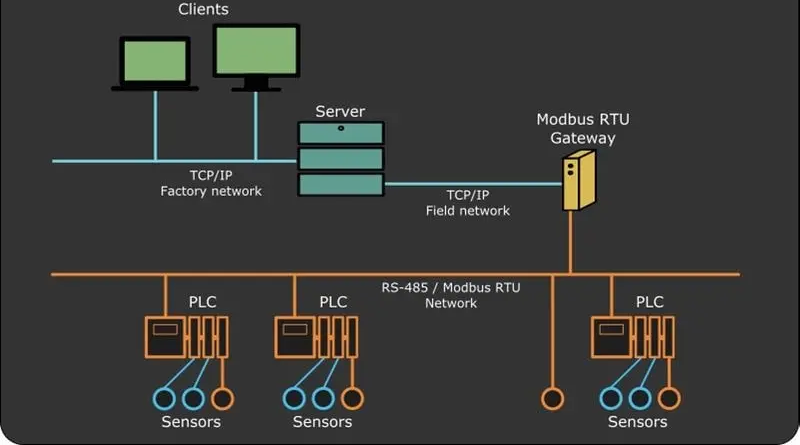 Clients
Server
Modbus RTU
Gateway
TCP/IP
Factory network
TCP/IP
Field network
RS-485 / Modbus RTU
Network
PLC
PLC
PLC
Sensors
Sensors
Sensors